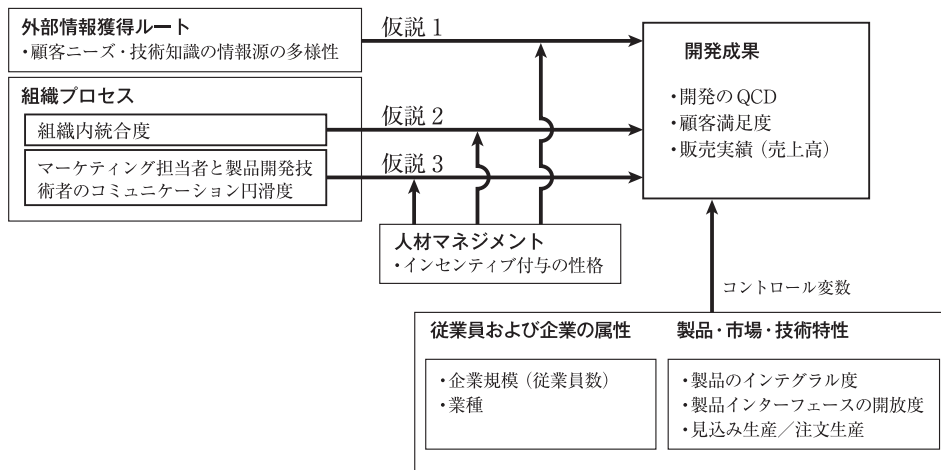 外部情報獲得ルート
・顧客ニーズ・技術知識の情報源の多様性
組織プロセス
組織内統合度
マーケティング担当者と製品開発技
術者のコミュニケーション円滑度
仮説 1
仮説 2
仮説 3
開発成果
・開発の QCD
・顧客満足度
・販売実績（売上高）
人材マネジメント
・インセンティブ付与の性格
コントロール変数
従業員および企業の属性
・企業規模（従業員数）
・業種
製品・市場・技術特性
・製品のインテグラル度
・製品インターフェースの開放度
・見込み生産／注文生産